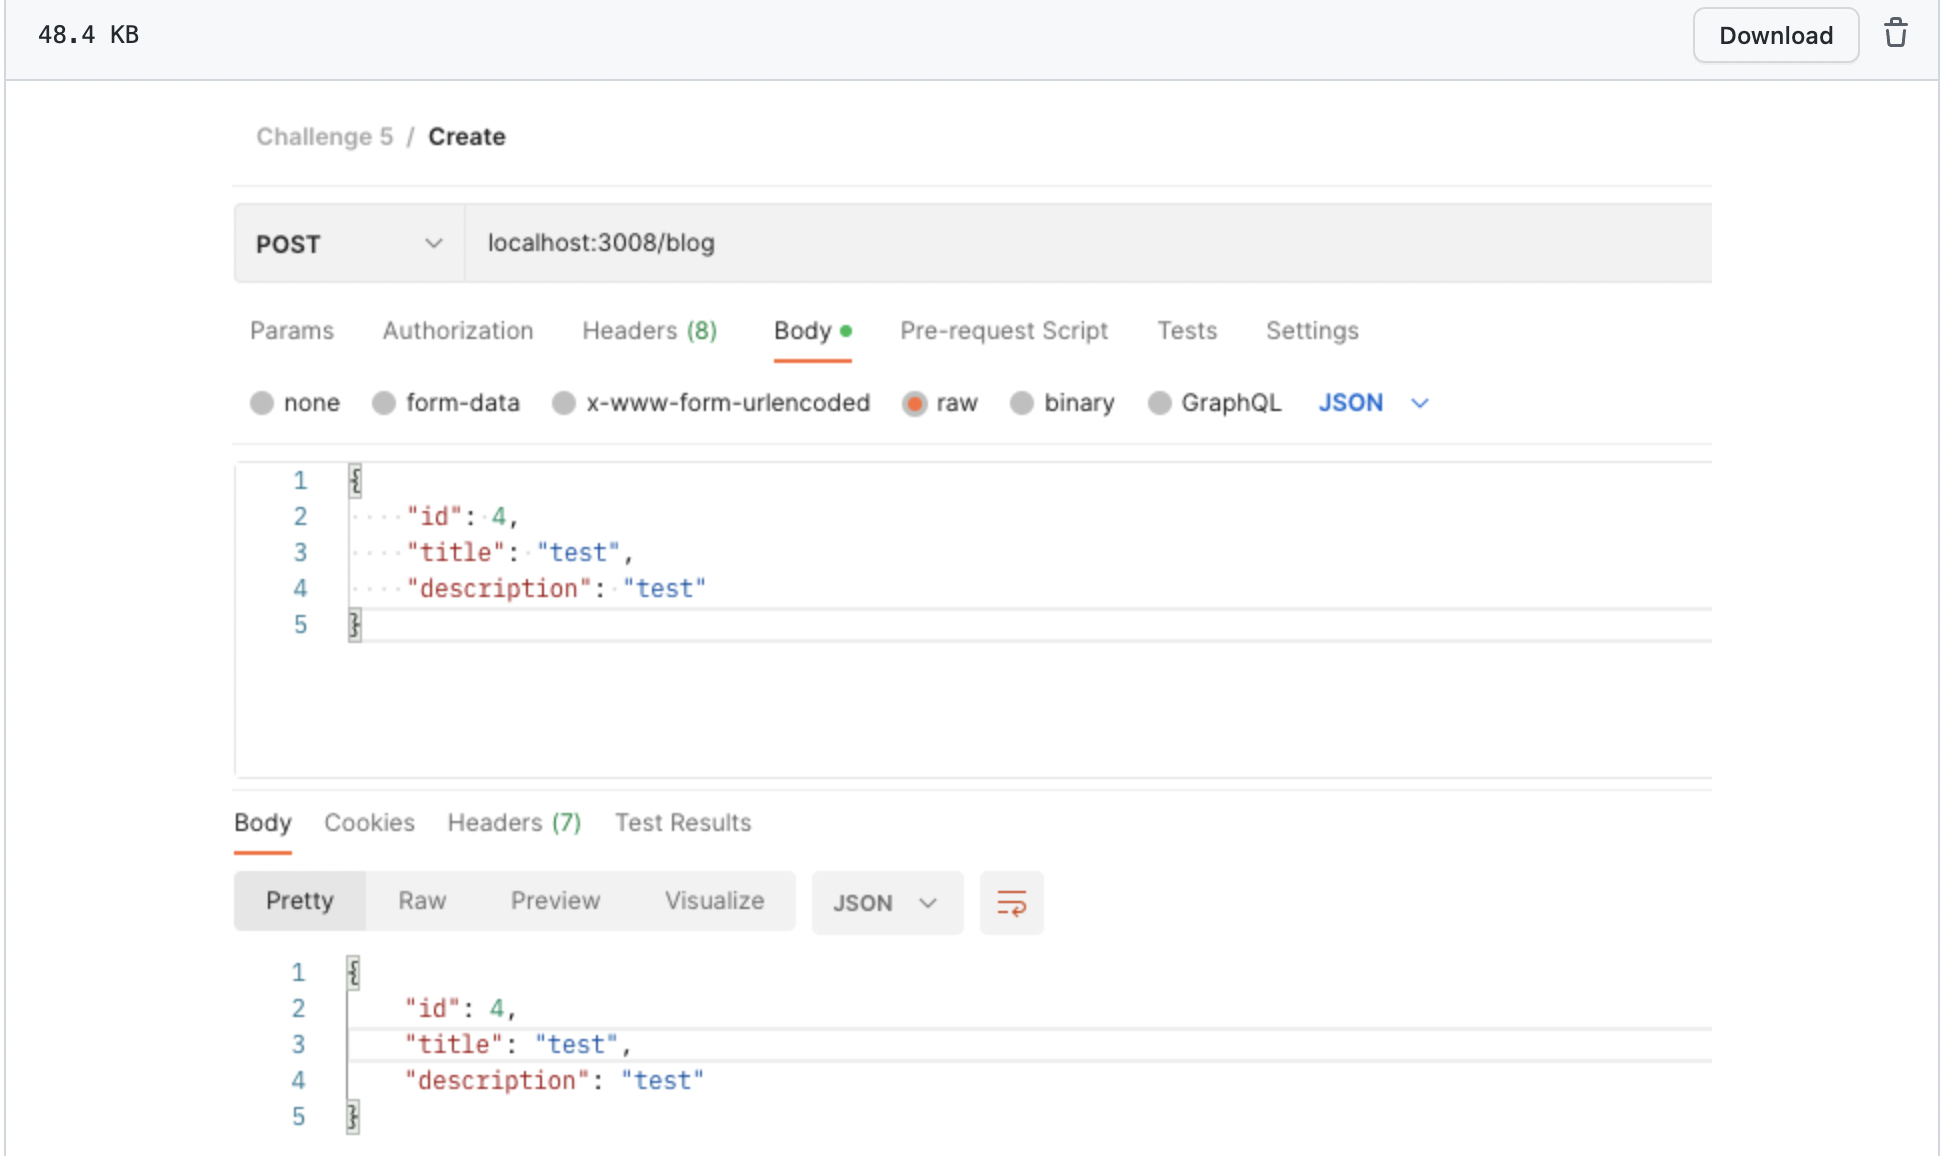 48.4 KB Download
Challenge 5 / Create
POST localhost:3008/blog
Params Authorization Headers (8) Body Pre-request Script Tests Settings
none form-data x-www-form-urlencoded raw binary GraphQL JSON
1 {
2 "id": 4,
3 "title": "test",
4 "description": "test"
5 }
Body Cookies Headers (7) Test Results
Pretty Raw Preview Visualize JSON
1 {
2 "id": 4,
3 "title": "test",
4 "description": "test"
5 }